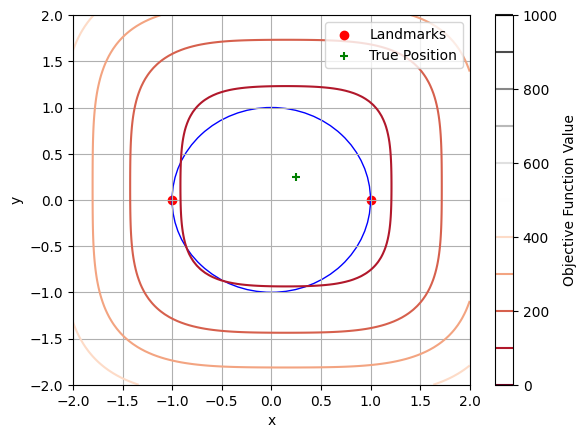 Landmarks
True Position
2.0
1.5
1.0
0.5
0.0
−0.5
−1.0
−1.5
−2.0
y
−2.0 −1.5 −1.0 −0.5 0.0 0.5 1.0 1.5 2.0
x
1000
800
600
400
200
0
Objective Function Value